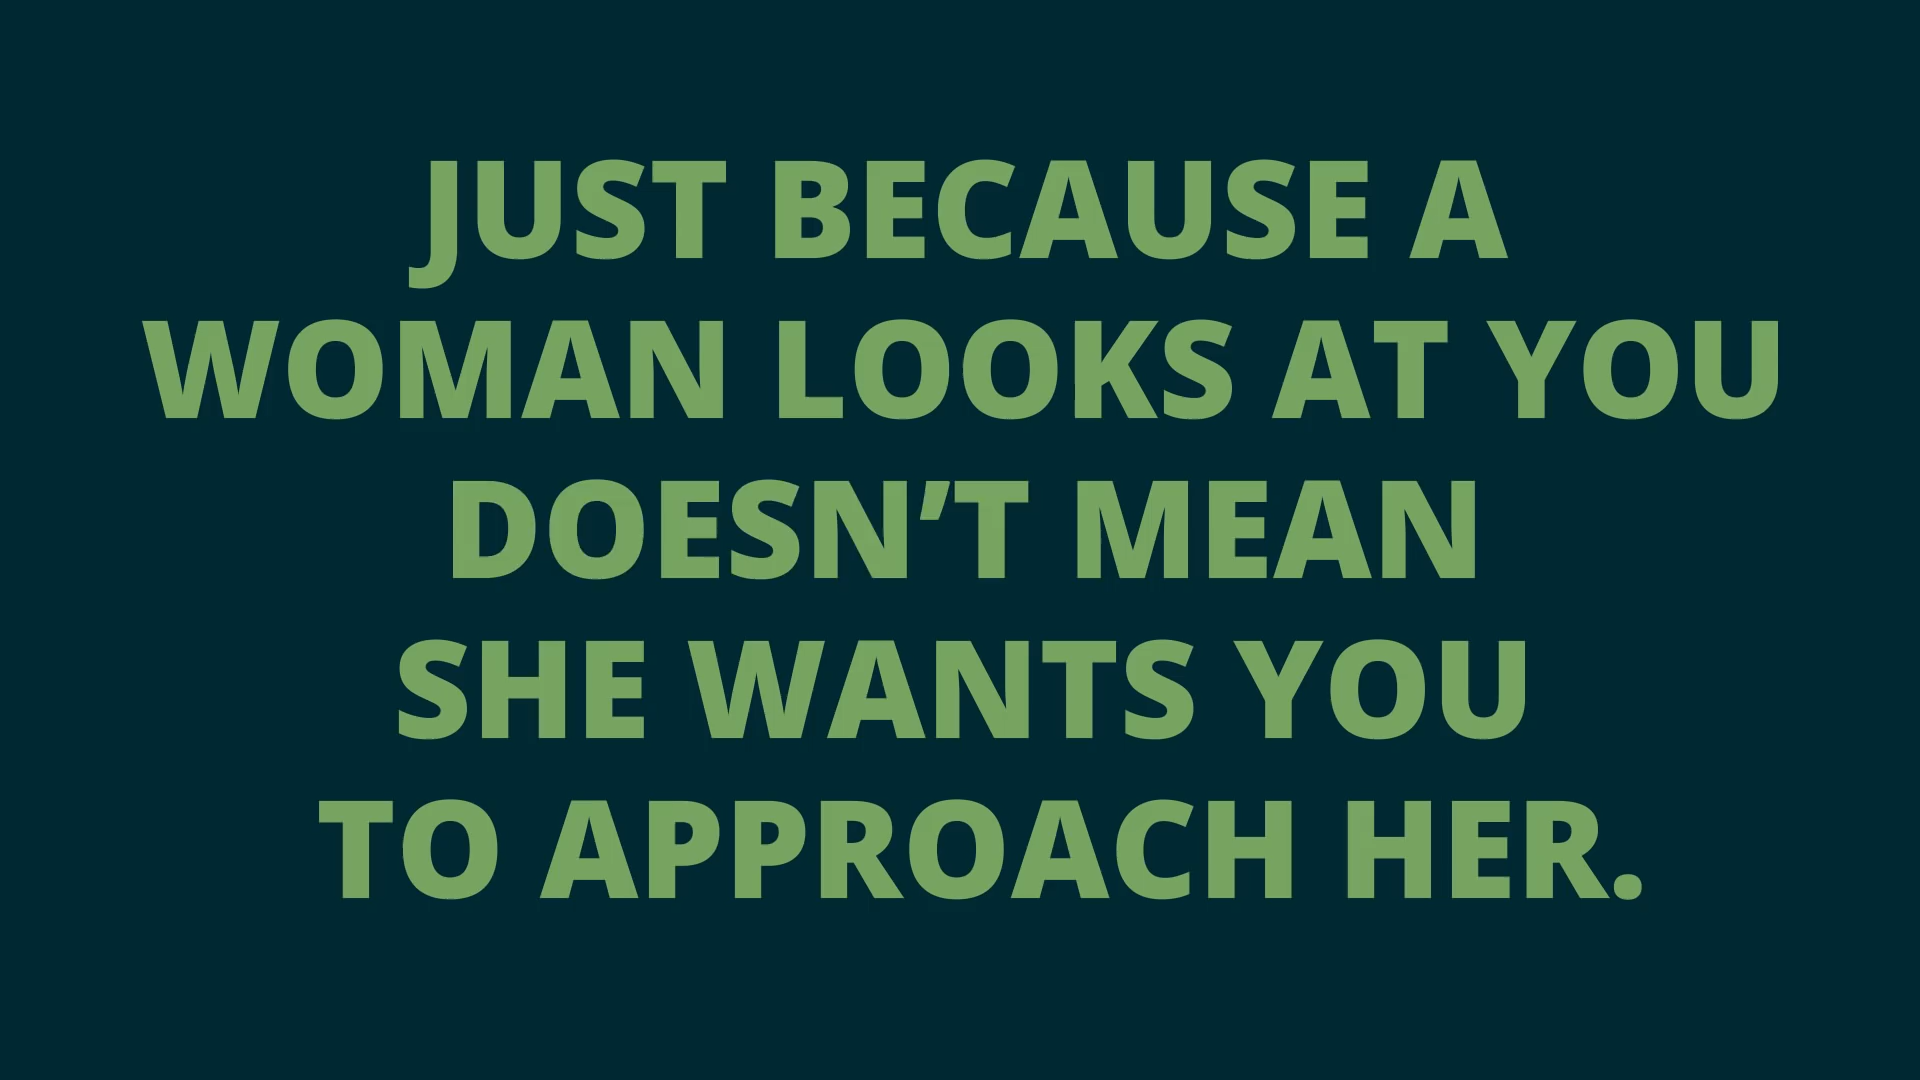 JUST BECAUSE A
WOMAN LOOKS AT YOU
DOESN’T MEAN
SHE WANTS YOU
TO APPROACH HER.